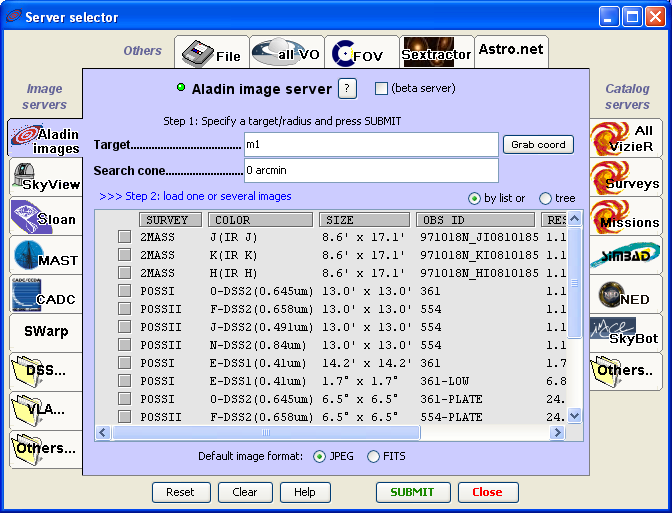 Server selector
Others
File
all VO
FOV
Sextractor
Astro.net
Image
servers
Catalog
servers
Aladin
images
SkyView
Sloan
MAST
CADC/CCDA
CADC
SWarp
DSS...
VLA...
Others...
Aladin image server ? (beta server)
Step 1: Specify a target/radius and press SUBMIT
Target................................ m1 Grab coord
Search cone.............................. 0 arcmin
>>> Step 2: load one or several images by list or tree
SURVEY COLOR SIZE OBS ID RES
2MASS J(IR J) 8.6' x 17.1' 971018N_JI0810185 1.1
2MASS K(IR K) 8.6' x 17.1' 971018N_KI0810185 1.1
2MASS H(IR H) 8.6' x 17.1' 971018N_HI0810185 1.1
POSSI O-DSS2(0.645um) 13.0' x 13.0' 361 1.1
POSSII F-DSS2(0.658um) 13.0' x 13.0' 554 1.1
POSSII J-DSS2(0.491um) 13.0' x 13.0' 554 1.1
POSSII N-DSS2(0.84um) 13.0' x 13.0' 554 1.1
POSSI E-DSS1(0.41um) 14.2' x 14.2' 361 1.7
POSSI E-DSS1(0.41um) 1.7° x 1.7° 361-LOW 6.8
POSSI O-DSS2(0.645um) 6.5° x 6.5° 361-PLATE 24.
POSSII F-DSS2(0.658um) 6.5° x 6.5° 554-PLATE 24.
Default image format: JPEG FITS
All
VizieR
Surveys
Missions
SIMBAD
NED
SkyBot
Others..
Reset Clear Help SUBMIT Close